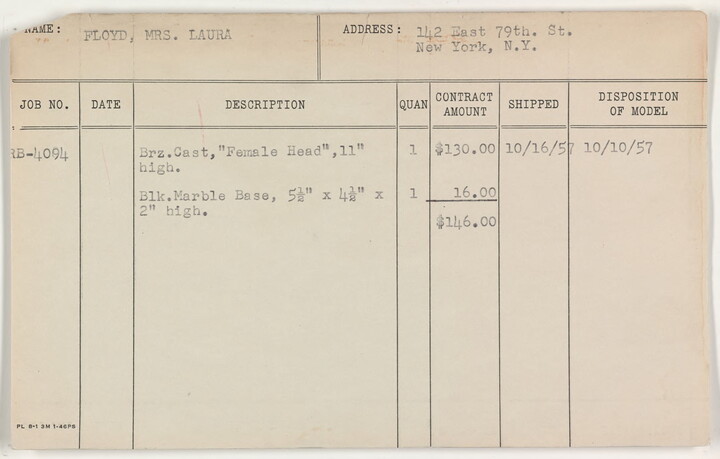 NAME: FLOYD, MRS. LAURA ADDRESS: 142 East 79th. St.
New York, N.Y.
JOB NO. DATE DESCRIPTION QUAN CONTRACT AMOUNT SHIPPED DISPOSITION OF MODEL
RB-4094 Brz.Cast,"Female Head",11" 1 $130.00 10/16/57 10/10/57
high.
Blk.Marble Base, 5½" x 4½" x 1 16.00
2" high. $146.00
PL 8-1 3M 1-46PS